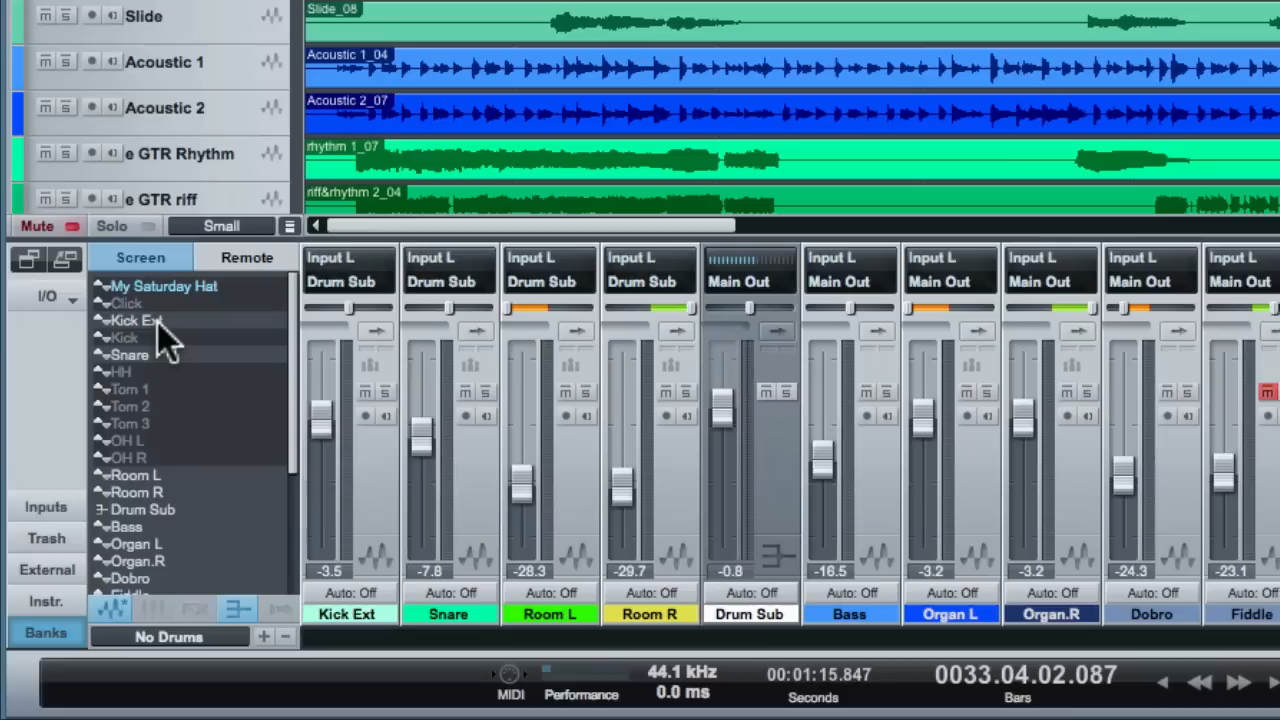 m s Slide
Slide_08
m s Acoustic 1
Acoustic 1_04
m s Acoustic 2
Acoustic 2_07
m s e GTR Rhythm
rhythm 1_07
m s e GTR riff
riff&rhythm 2_04
Mute Solo Small
Screen Remote
I/O
My Saturday Hat
Click
Kick Ext
Kick
Snare
HH
Tom 1
Tom 2
Tom 3
OH L
OH R
Room L
Room R
Drum Sub
Bass
Organ L
Organ.R
Dobro
Inputs
Trash
External
Instr.
Banks
No Drums + −
Input L Input L Input L Input L Input L Input L Input L Input L Input L
Drum Sub Drum Sub Drum Sub Drum Sub Main Out Main Out Main Out Main Out Main Out Main Out
m s m s m s m s m s m s m s m s m s m
-3.5 -7.8 -28.3 -29.7 -0.8 -16.5 -3.2 -3.2 -24.3 -23.1
Auto: Off Auto: Off Auto: Off Auto: Off Auto: Off Auto: Off Auto: Off Auto: Off Auto: Off Auto: Off
Kick Ext Snare Room L Room R Drum Sub Bass Organ L Organ.R Dobro Fiddle
MIDI Performance
44.1 kHz
0.0 ms
00:01:15.847
Seconds
0033.04.02.087
Bars